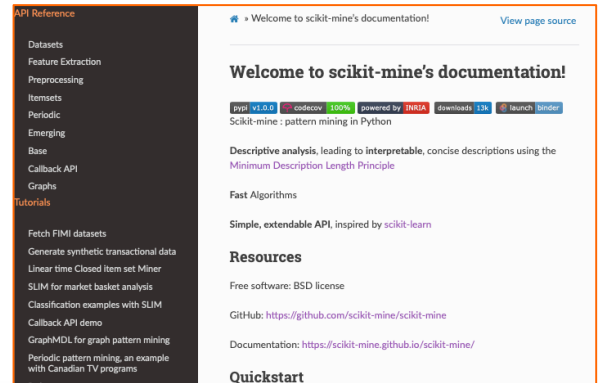 API Reference
Datasets
Feature Extraction
Preprocessing
Itemsets
Periodic
Emerging
Base
Callback API
Graphs
Tutorials
Fetch FIMI datasets
Generate synthetic transactional data
Linear time Closed item set Miner
SLIM for market basket analysis
Classification examples with SLIM
Callback API demo
GraphMDL for graph pattern mining
Periodic pattern mining, an example
with Canadian TV programs
» Welcome to scikit-mine's documentation!
View page source
Welcome to scikit-mine's documentation!
pypi v1.0.0 codecov 100% powered by INRIA downloads 13k launch binder
Scikit-mine : pattern mining in Python
Descriptive analysis, leading to interpretable, concise descriptions using the
Minimum Description Length Principle
Fast Algorithms
Simple, extendable API, inspired by scikit-learn
Resources
Free software: BSD license
GitHub: https://github.com/scikit-mine/scikit-mine
Documentation: https://scikit-mine.github.io/scikit-mine/
Quickstart